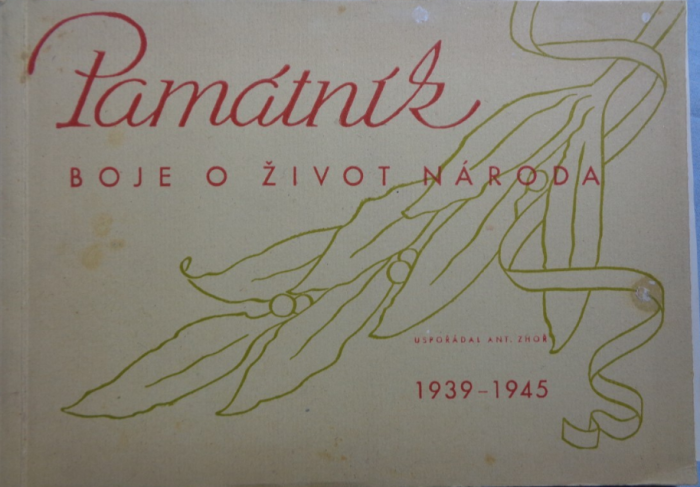 Památník
BOJE O ŽIVOT NÁRODA
USPOŘÁDAL ANT. ZHOŘ
1939-1945